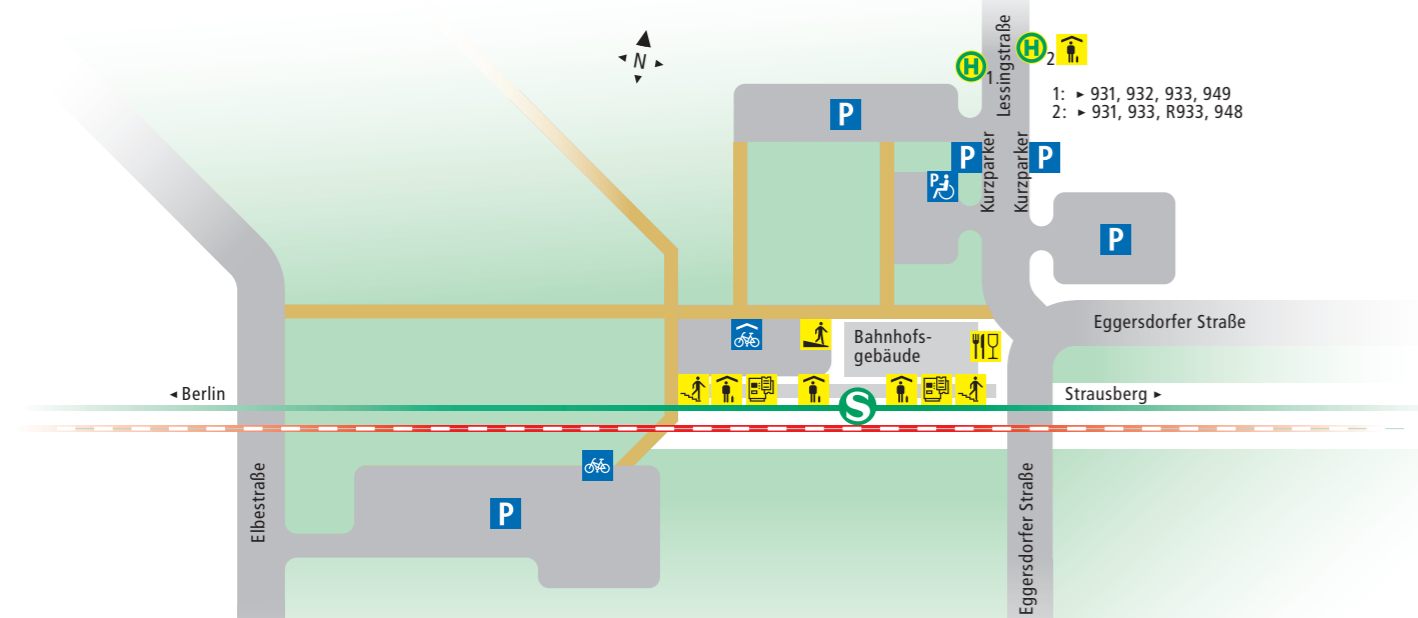 N
H
1.
Lessingstraße
H
2
1: ▸ 931, 932, 933, 949
2: ▸ 931, 933, R933, 948
P
P
Kurzparker
Kurzparker
P
P
P
Eggersdorfer Straße
Bahnhofs-
gebäude
◂ Berlin
S
Strausberg ▸
Elbestraße
P
Eggersdorfer Straße